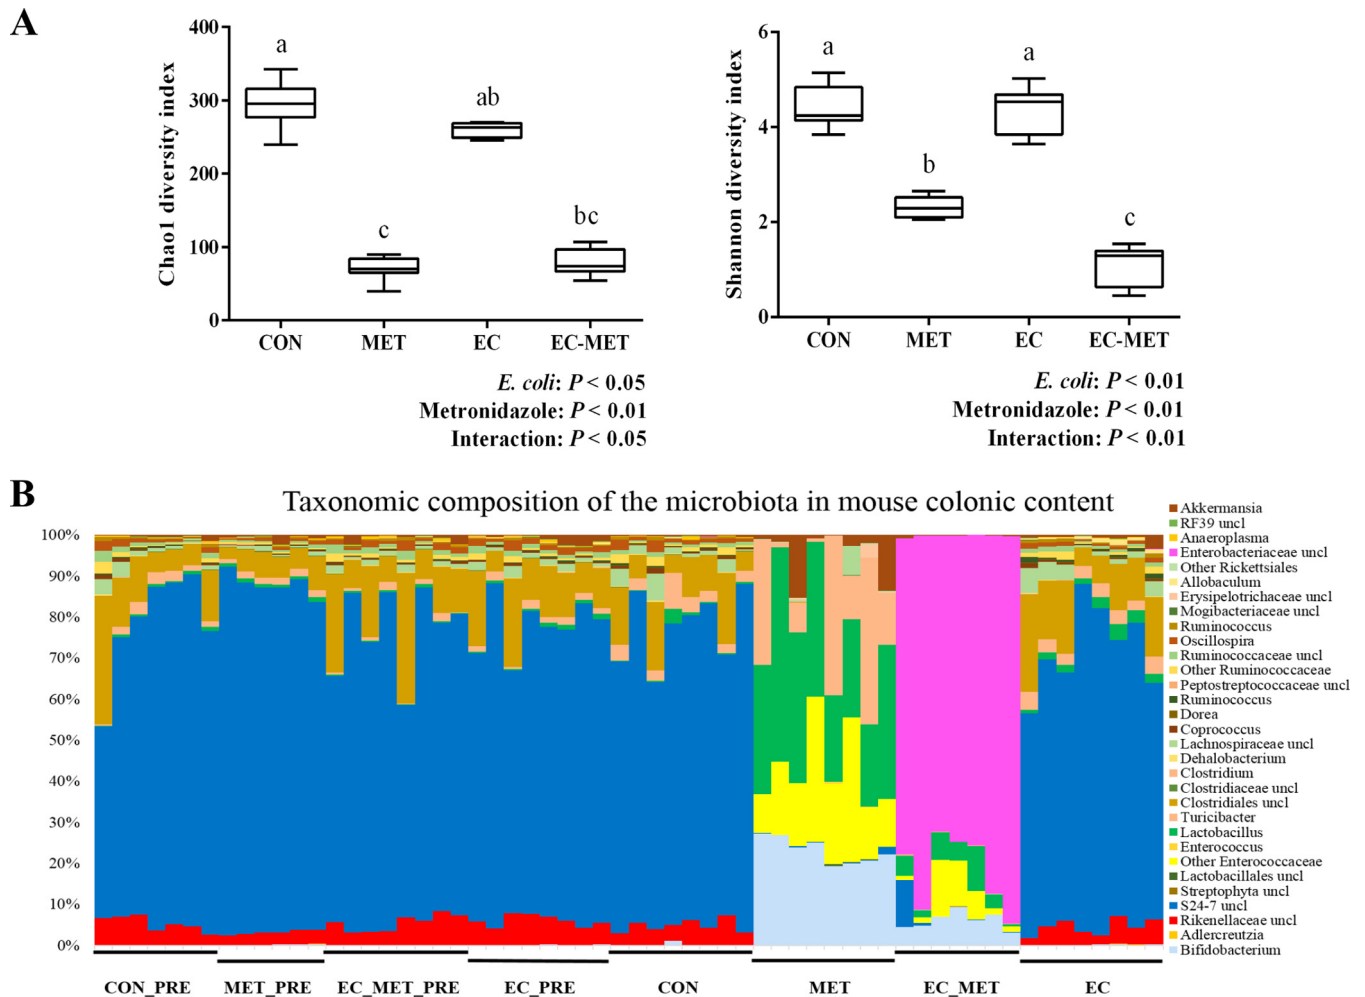 A
400
300
200
100
0
Chao1 diversity index
a
c
ab
bc
CON
MET
EC
EC-MET
E. coli: P < 0.05
Metronidazole: P < 0.01
Interaction: P < 0.05
6
4
2
0
Shannon diversity index
a
b
a
c
CON
MET
EC
EC-MET
E. coli: P < 0.01
Metronidazole: P < 0.01
Interaction: P < 0.01
B
Taxonomic composition of the microbiota in mouse colonic content
100%
90%
80%
70%
60%
50%
40%
30%
20%
10%
0%
CON_PRE
MET_PRE
EC_MET_PRE
EC_PRE
CON
MET
EC_MET
EC
Akkermansia
RF39 uncl
Anaeroplasma
Enterobacteriaceae uncl
Other Rickettsiales
Allobaculum
Erysipelotrichaceae uncl
Mogibacteriaceae uncl
Ruminococcus
Oscillospira
Ruminococcaceae uncl
Other Ruminococcaceae
Peptostreptococcaceae uncl
Ruminococcus
Dorea
Coprococcus
Lachnospiraceae uncl
Dehalobacterium
Clostridium
Clostridiaceae uncl
Clostridiales uncl
Turicibacter
Lactobacillus
Enterococcus
Other Enterococcaceae
Lactobacillales uncl
Streptophyta uncl
S24-7 uncl
Rikenellaceae uncl
Adlercreutzia
Bifidobacterium